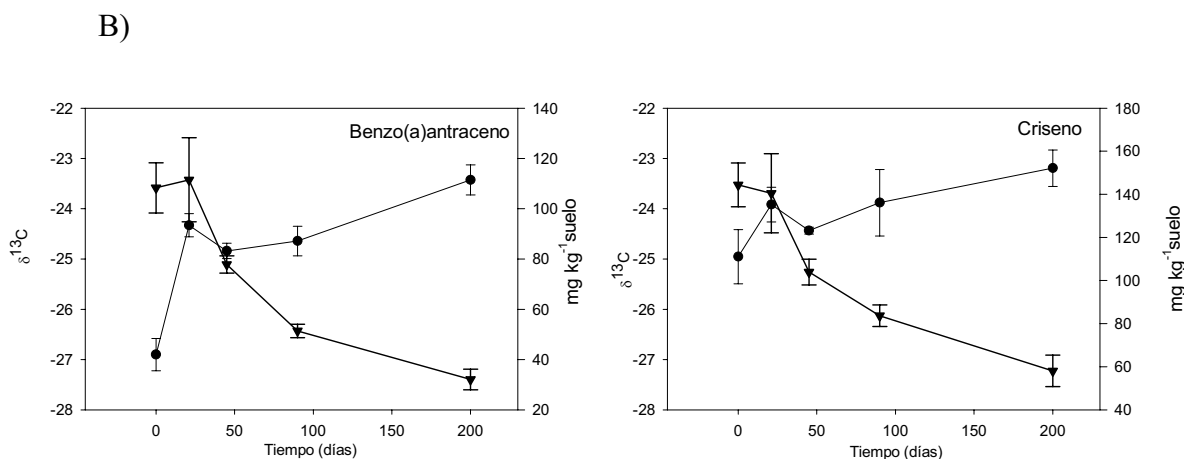 B)
Benzo(a)antraceno
δ13C
-22
-23
-24
-25
-26
-27
-28
140
120
100
80
60
40
20
mg kg-1suelo
0 50 100 150 200
Tiempo (días)
Criseno
δ13C
-22
-23
-24
-25
-26
-27
-28
180
160
140
120
100
80
60
40
mg kg-1suelo
0 50 100 150 200
Tiempo (días)